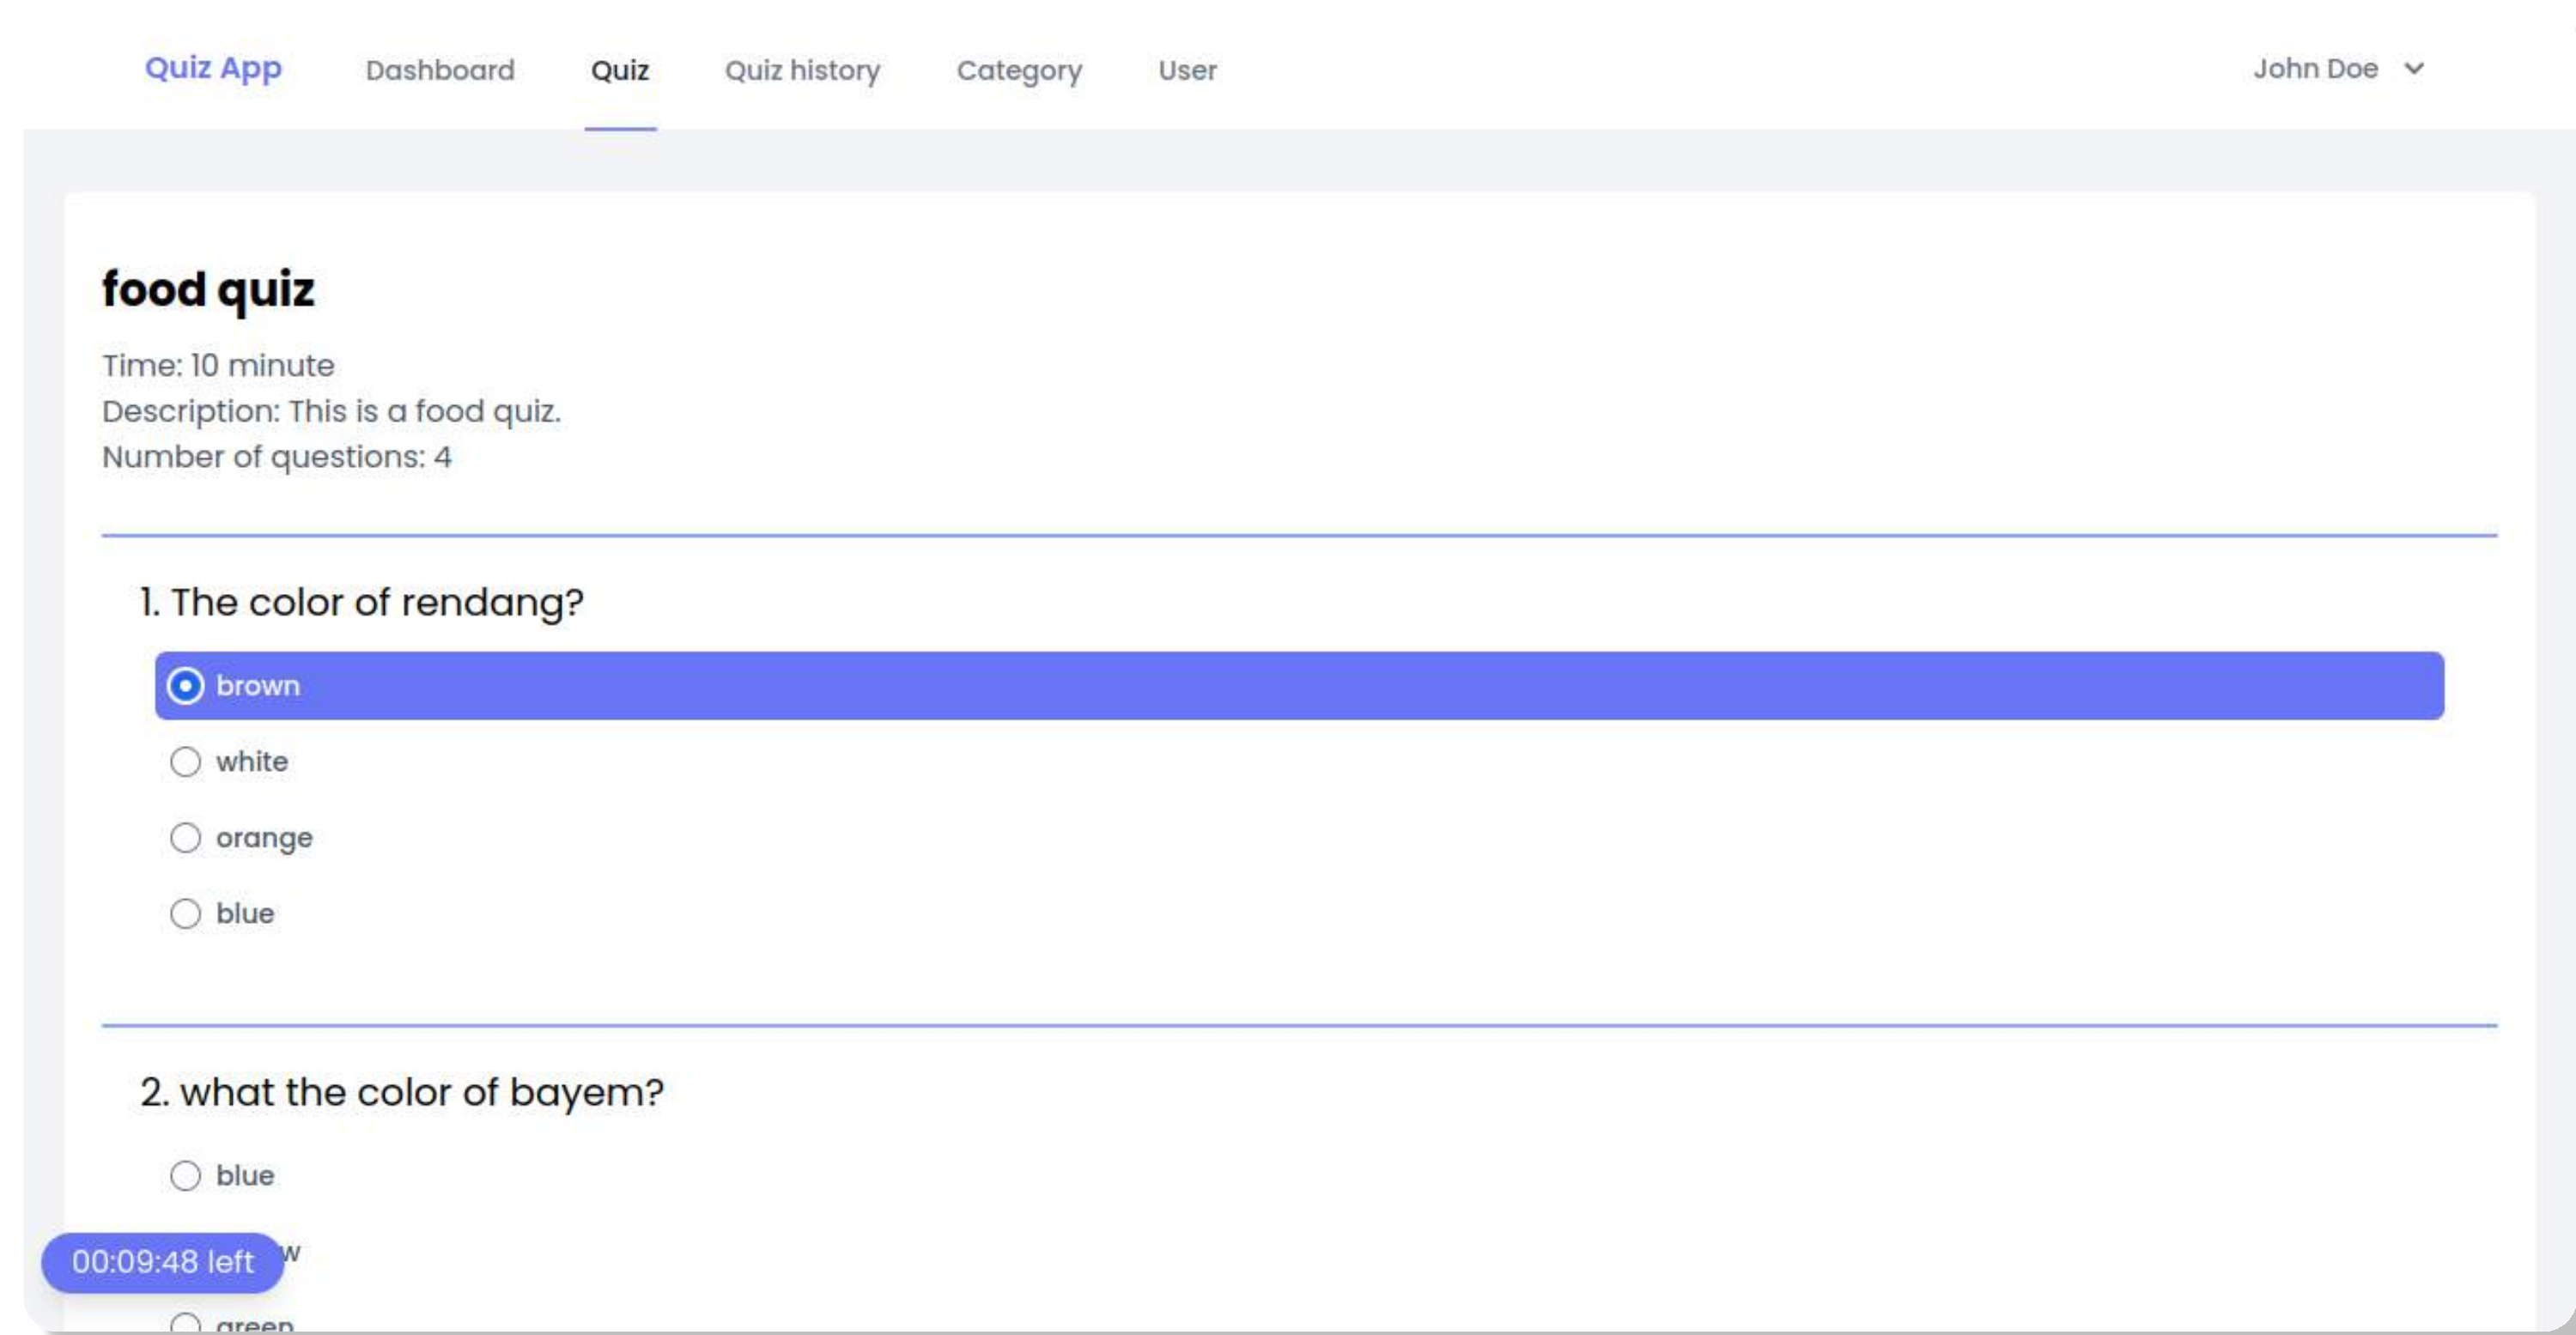 Quiz App Dashboard Quiz Quiz history Category User John Doe
food quiz
Time: 10 minute
Description: This is a food quiz.
Number of questions: 4
1. The color of rendang?
brown
white
orange
blue
2. what the color of bayem?
blue
00:09:48 left
green